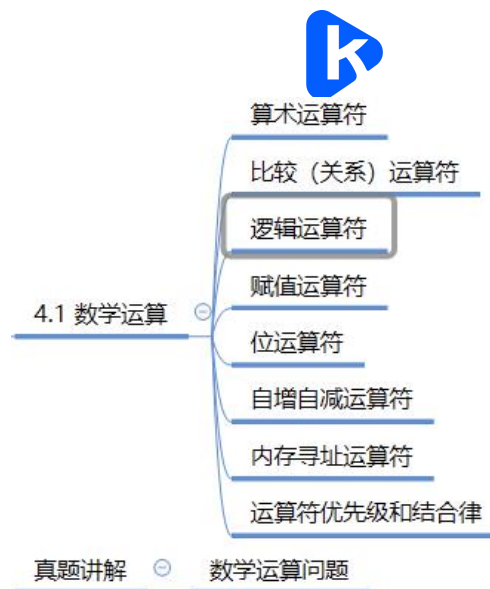 算术运算符
比较（关系）运算符
逻辑运算符
4.1 数学运算
赋值运算符
位运算符
自增自减运算符
内存寻址运算符
运算符优先级和结合律
真题讲解 数学运算问题